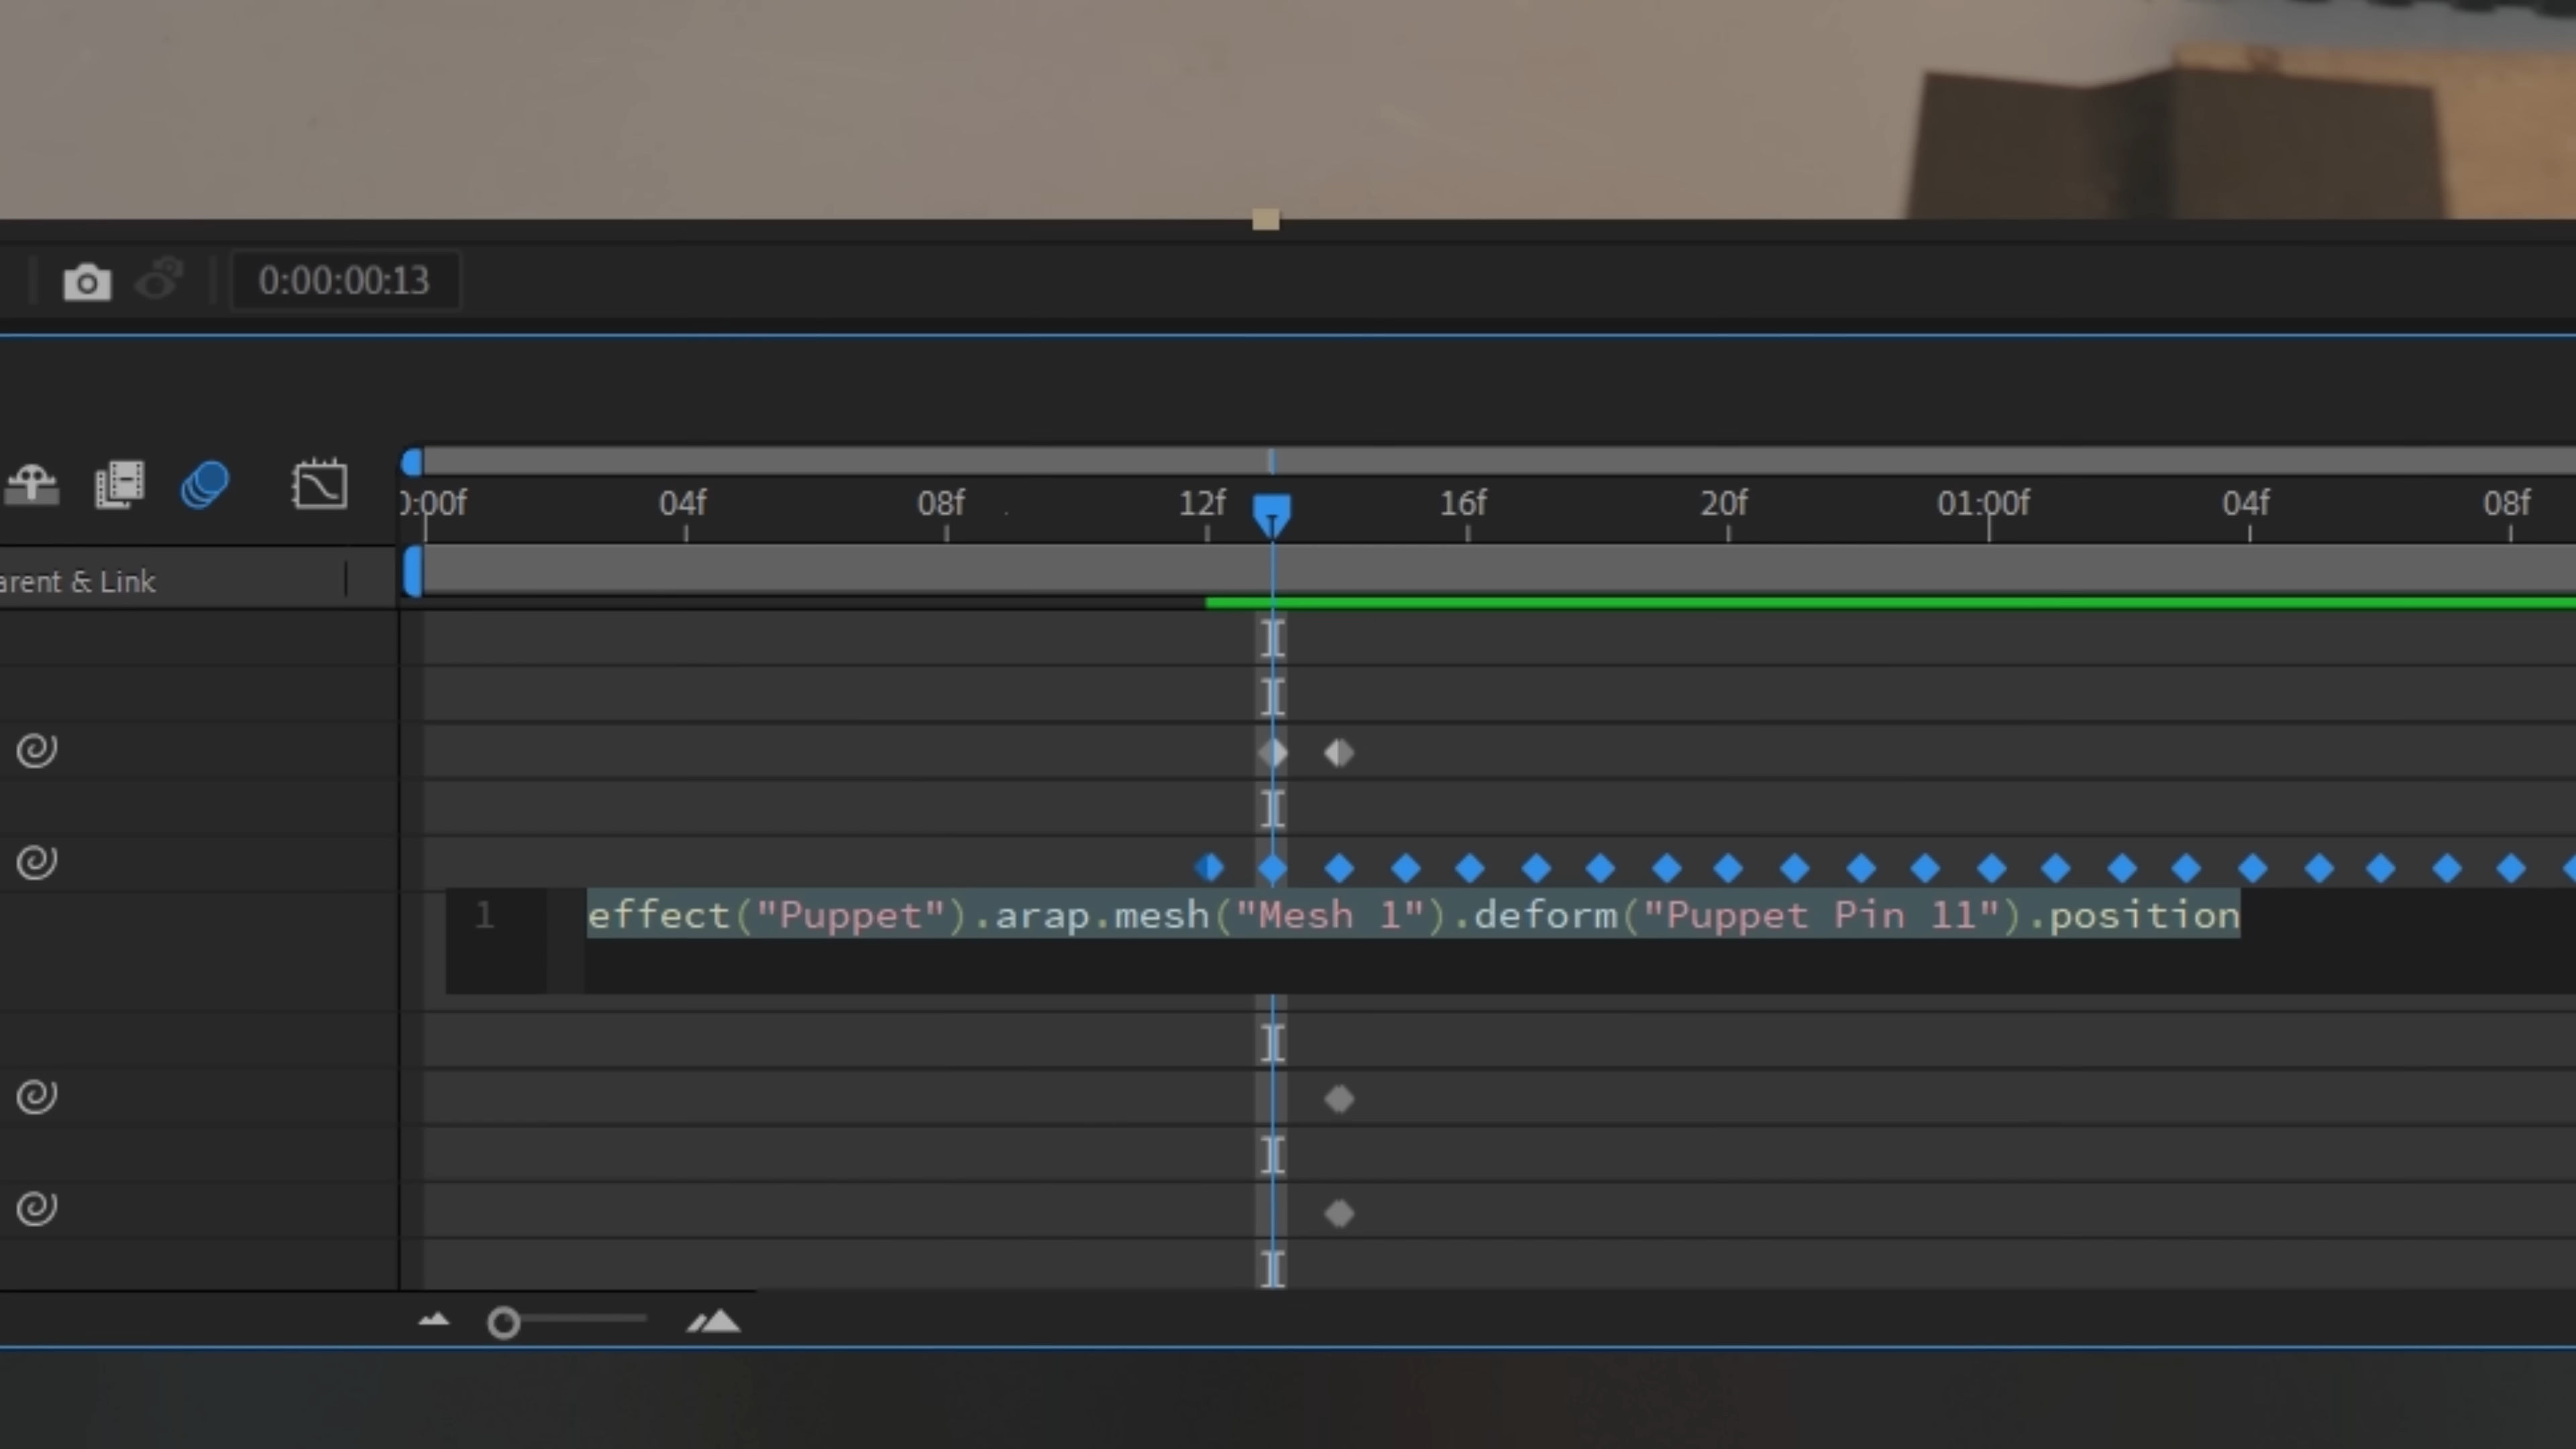 0:00:00:13
0:00f 04f 08f 12f 16f 20f 01:00f 04f 08f
arent & Link
1 effect("Puppet").arap.mesh("Mesh 1").deform("Puppet Pin 11").position